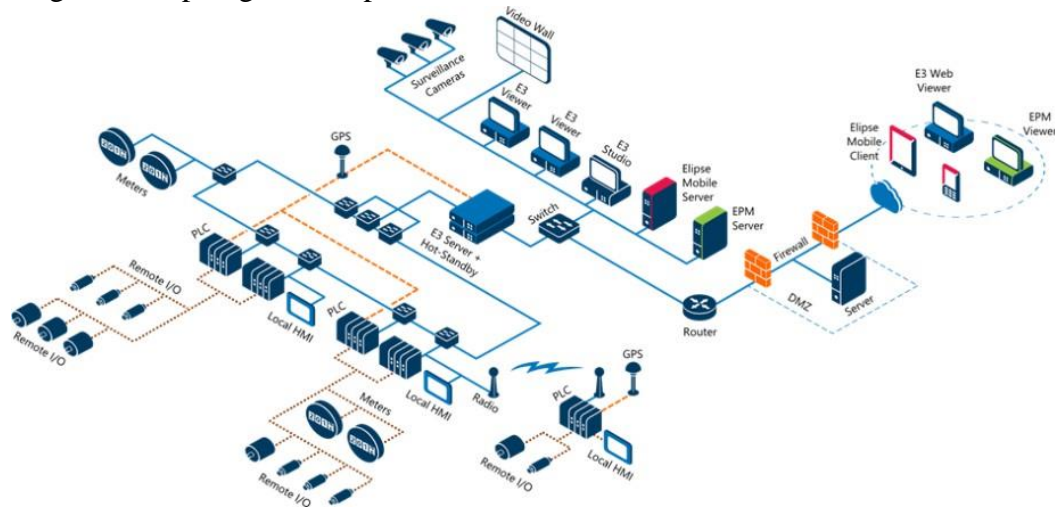 Video Wall
Surveillance
Cameras
E3
Viewer
E3
Viewer
E3
Studio
Elipse
Mobile
Server
EPM
Server
E3 Web
Viewer
EPM
Viewer
Elipse
Mobile
Client
GPS
Meters
Switch
E3 Server +
Hot-Standby
PLC
Firewall
DMZ
Server
Router
Remote I/O
Remote I/O
Local HMI
PLC
Local HMI
Radio
GPS
PLC
Meters
Remote I/O
Remote I/O
Local HMI